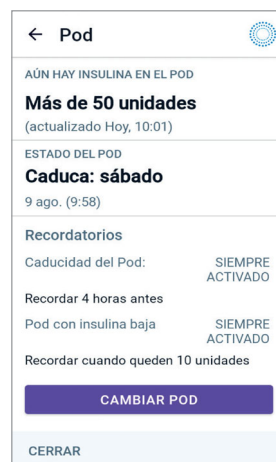 ← Pod
AÚN HAY INSULINA EN EL POD
Más de 50 unidades
(actualizado Hoy, 10:01)
ESTADO DEL POD
Caduca: sábado
9 ago. (9:58)
Recordatorios
Caducidad del Pod: SIEMPRE
ACTIVADO
Recordar 4 horas antes
Pod con insulina baja SIEMPRE
ACTIVADO
Recordar cuando queden 10 unidades
CAMBIAR POD
CERRAR